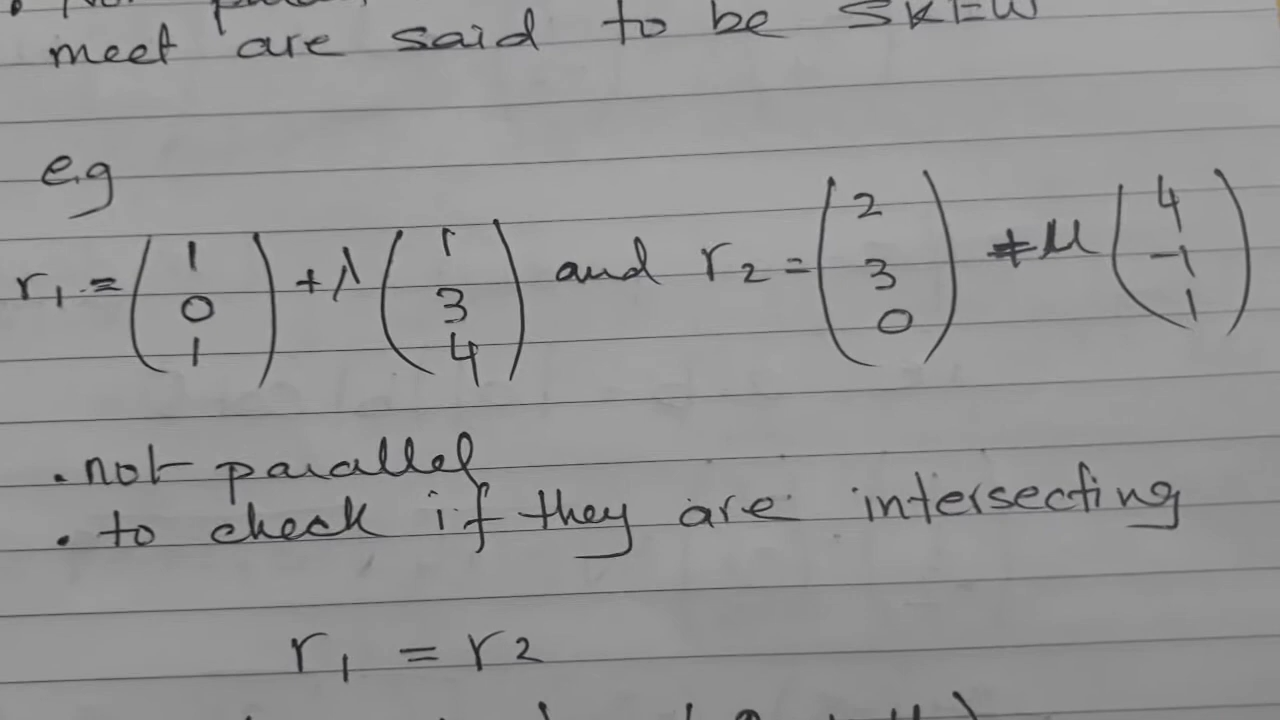 meet are said to be SKEW
e.g
r₁ = (1 0 1) + λ (1 3 4) and r₂ = (2 3 0) + μ (4 -1 1)
. not parallel
. to check if they are intersecting
r₁ = r₂